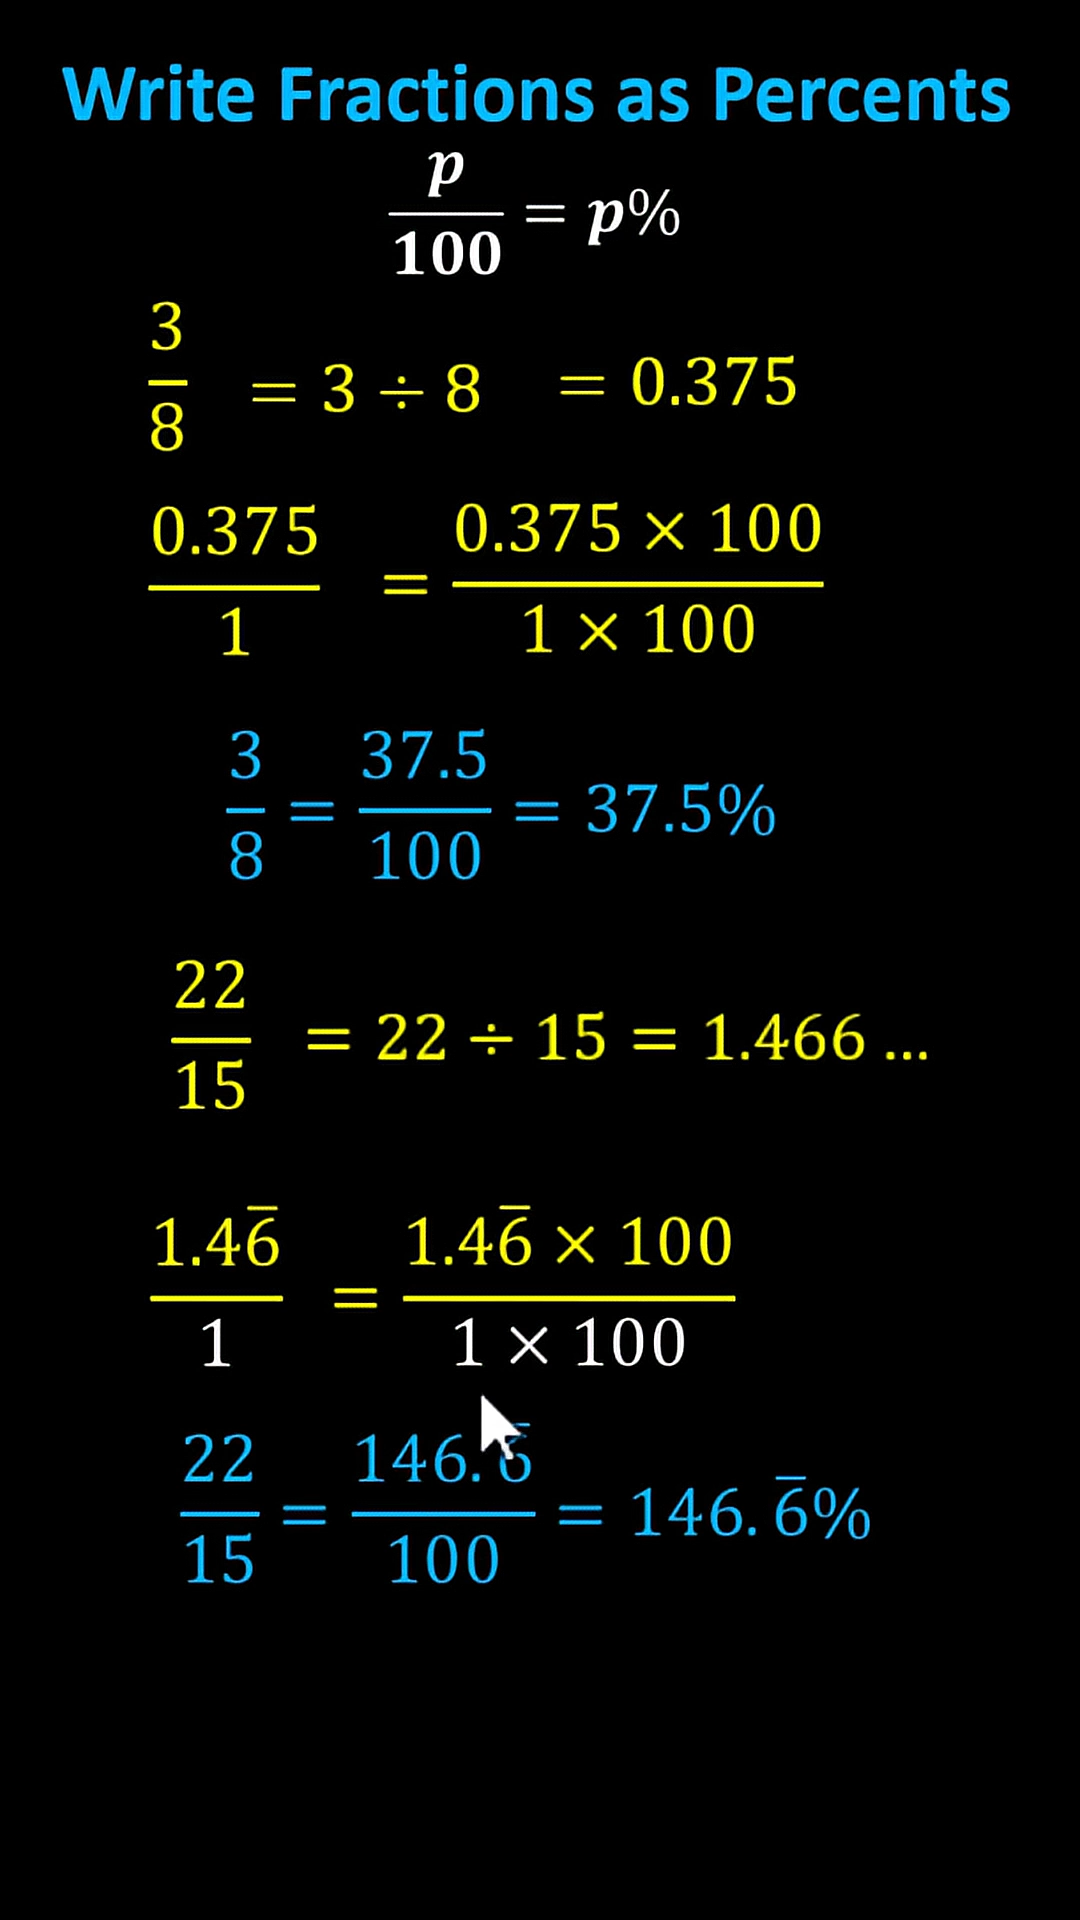 Write Fractions as Percents
p/100 = p%
3/8 = 3 ÷ 8 = 0.375
0.375/1 = 0.375 × 100/1 × 100
3/8 = 37.5/100 = 37.5%
22/15 = 22 ÷ 15 = 1.466 ...
1.46̅/1 = 1.46̅ × 100/1 × 100
22/15 = 146.6̅/100 = 146.6̅%